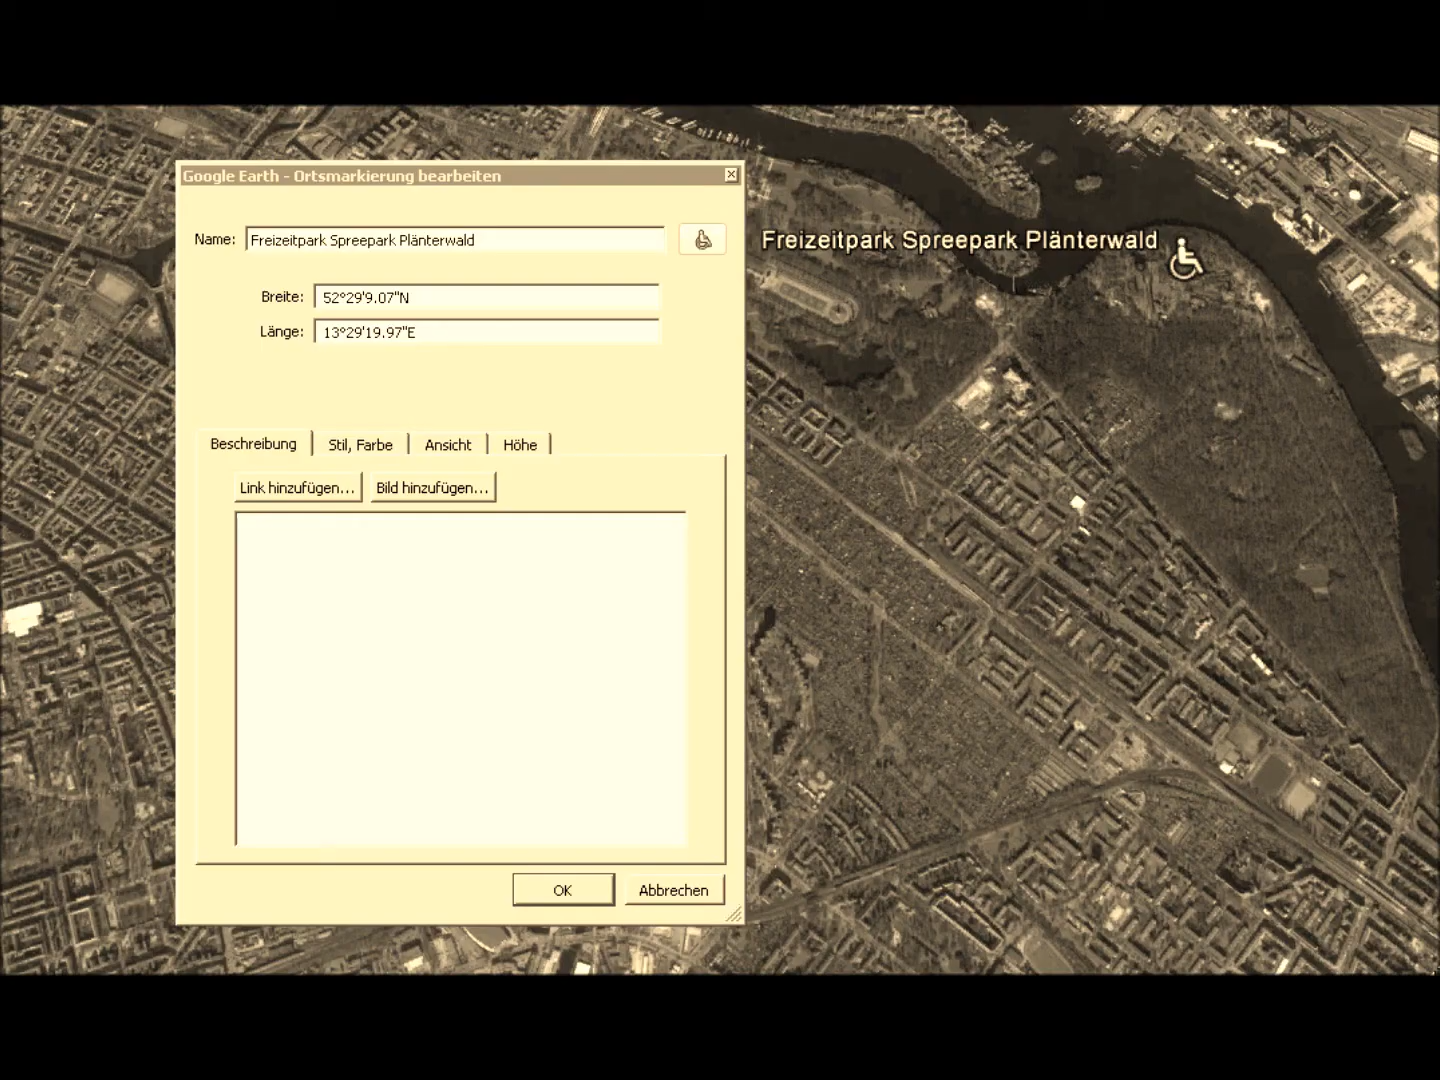 Google Earth - Ortsmarkierung bearbeiten
Name: Freizeitpark Spreepark Plänterwald
Freizeitpark Spreepark Plänterwald
Breite: 52°29'9.07"N
Länge: 13°29'19.97"E
Beschreibung Stil, Farbe Ansicht Höhe
Link hinzufügen... Bild hinzufügen...
OK Abbrechen